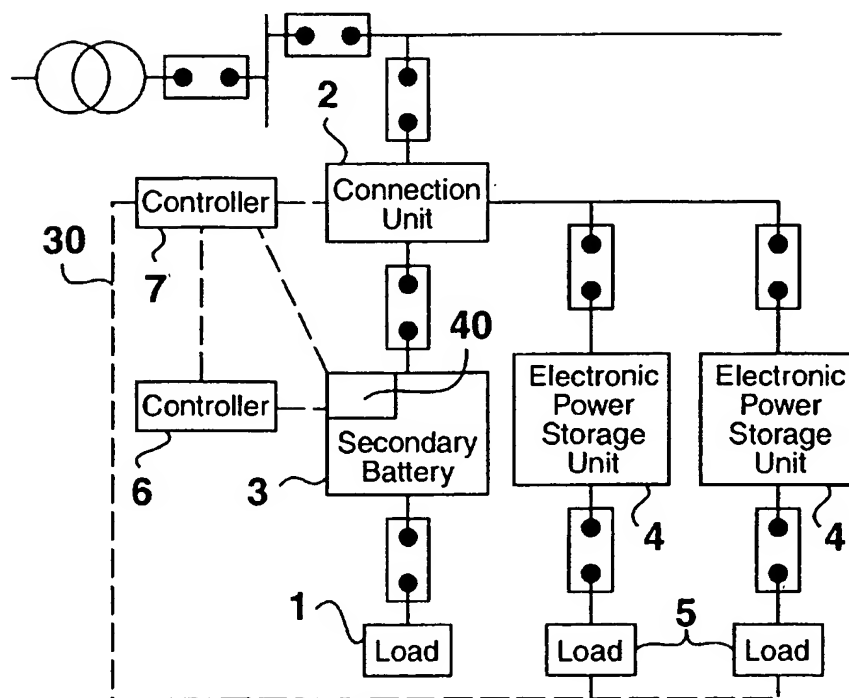 2
Controller
Connection
Unit
30
7
40
Controller
Secondary
Battery
Electronic
Power
Storage
Unit
Electronic
Power
Storage
Unit
6
3
4
4
1
Load
Load
5
Load